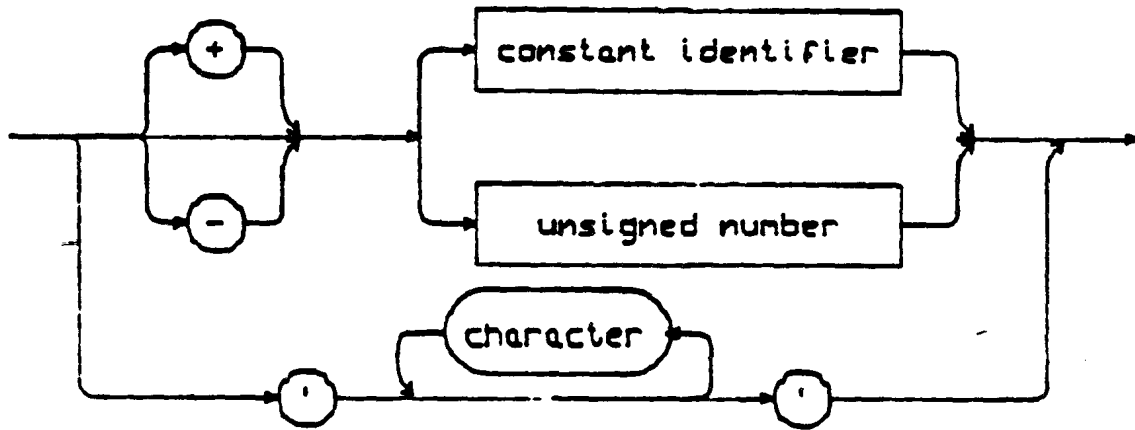 +
constant identifier
-
unsigned number
character
' '